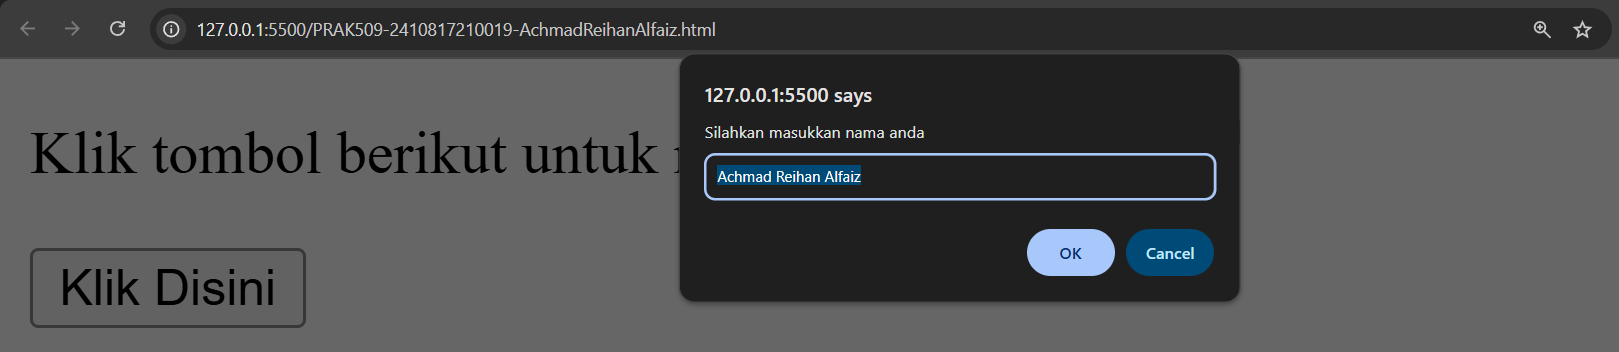 127.0.0.1:5500/PRAK509-2410817210019-AchmadReihanAlfaiz.html
127.0.0.1:5500 says
Silahkan masukkan nama anda
Klik tombol berikut untuk
Achmad Reihan Alfaiz
OK
Cancel
Klik Disini